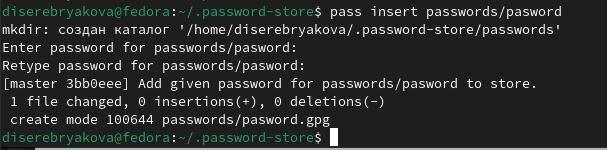 diserebryakova@fedora:~/.password-store$ pass insert passwords/pasword
mkdir: создан каталог '/home/diserebryakova/.password-store/passwords'
Enter password for passwords/pasword:
Retype password for passwords/pasword:
[master 3bb0eee] Add given password for passwords/pasword to store.
 1 file changed, 0 insertions(+), 0 deletions(-)
 create mode 100644 passwords/pasword.gpg
diserebryakova@fedora:~/.password-store$